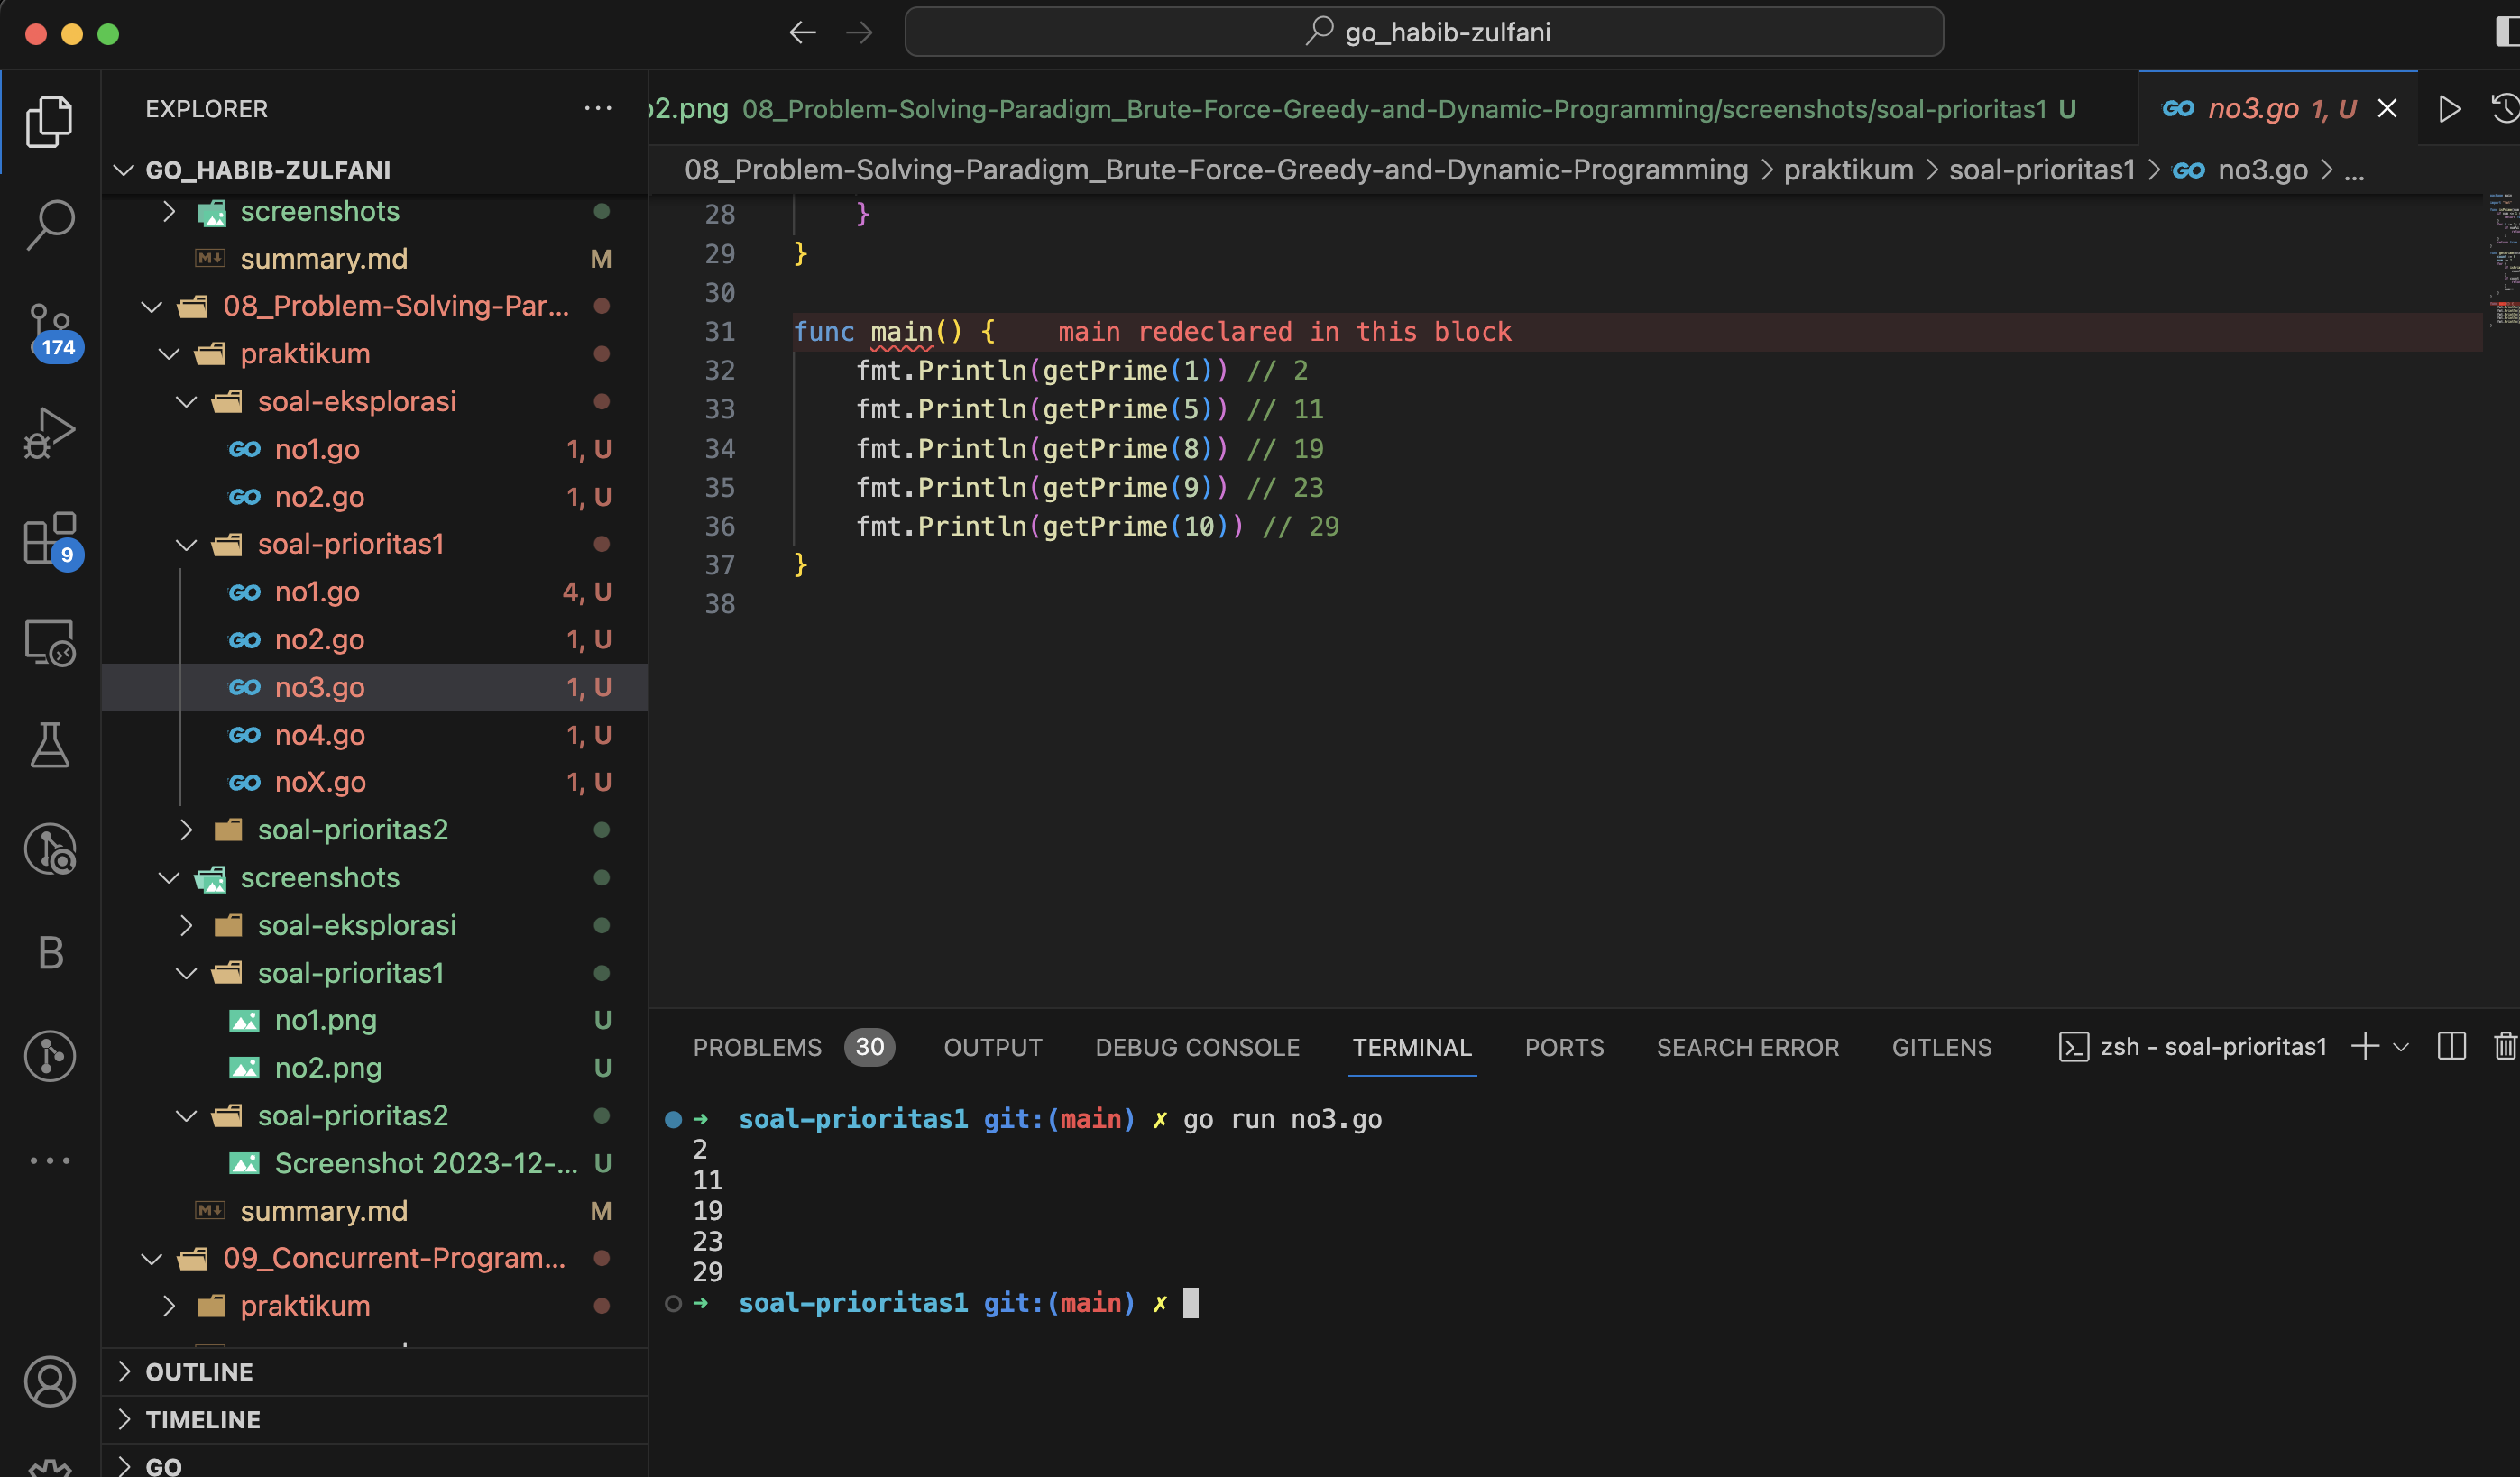 go_habib-zulfani
EXPLORER
GO_HABIB-ZULFANI
screenshots
summary.md M
08_Problem-Solving-Par...
praktikum
soal-eksplorasi
no1.go 1, U
no2.go 1, U
soal-prioritas1
no1.go 4, U
no2.go 1, U
no3.go 1, U
no4.go 1, U
noX.go 1, U
soal-prioritas2
screenshots
soal-eksplorasi
soal-prioritas1
no1.png U
no2.png U
soal-prioritas2
Screenshot 2023-12-... U
summary.md M
09_Concurrent-Program...
praktikum
OUTLINE
TIMELINE
GO
174
9
B
o2.png 08_Problem-Solving-Paradigm_Brute-Force-Greedy-and-Dynamic-Programming/screenshots/soal-prioritas1 U
GO no3.go 1, U
08_Problem-Solving-Paradigm_Brute-Force-Greedy-and-Dynamic-Programming > praktikum > soal-prioritas1 > GO no3.go > ...
28 }
29 }
30
31 func main() { main redeclared in this block
32 fmt.Println(getPrime(1)) // 2
33 fmt.Println(getPrime(5)) // 11
34 fmt.Println(getPrime(8)) // 19
35 fmt.Println(getPrime(9)) // 23
36 fmt.Println(getPrime(10)) // 29
37 }
38
PROBLEMS 30 OUTPUT DEBUG CONSOLE TERMINAL PORTS SEARCH ERROR GITLENS zsh - soal-prioritas1
➜ soal-prioritas1 git:(main) ✗ go run no3.go
2
11
19
23
29
➜ soal-prioritas1 git:(main) ✗